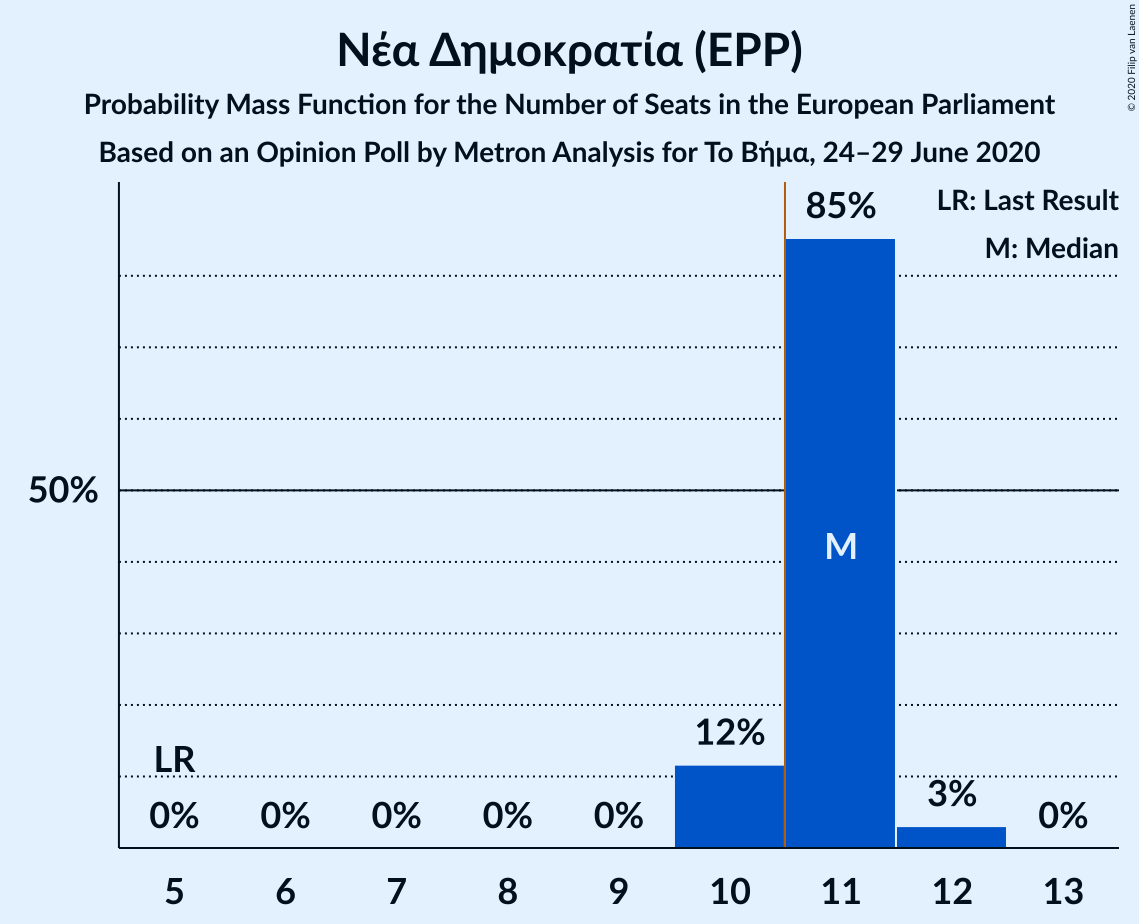 Νέα Δημοκρατία (EPP)
Probability Mass Function for the Number of Seats in the European Parliament
Based on an Opinion Poll by Metron Analysis for Το Βήμα, 24–29 June 2020
© 2020 Filip van Laenen
LR: Last Result
M: Median
85%
50%
M
12%
LR
3%
0% 0% 0% 0% 0% 0%
5 6 7 8 9 10 11 12 13